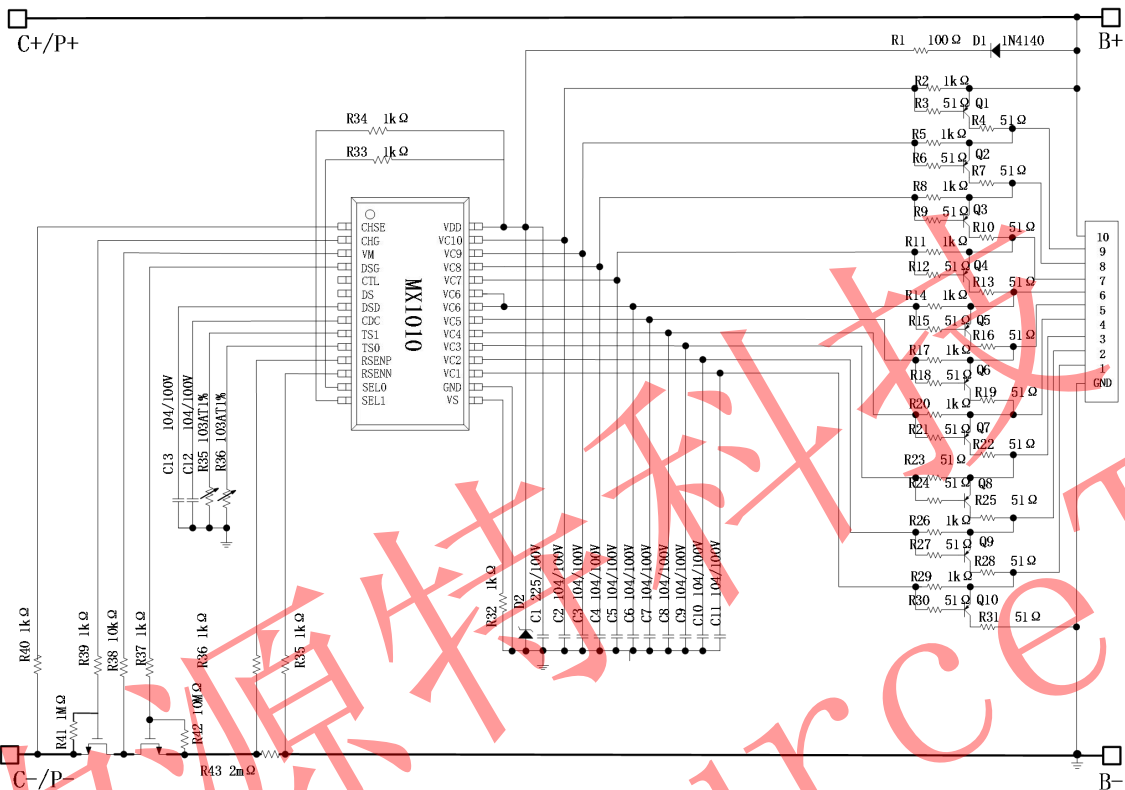 C+/P+
B+
R1 100Ω D1 1N4140
R2 1kΩ
R3 51Ω Q1
R4 51Ω
R5 1kΩ
R6 51Ω Q2
R7 51Ω
R8 1kΩ
R9 51Ω Q3
R10 51Ω
R11 1kΩ
R12 51Ω Q4
R13 51Ω
R14 1kΩ
R15 51Ω Q5
R16 51Ω
R17 1kΩ
R18 51Ω Q6
R19 51Ω
R20 1kΩ
R21 51Ω Q7
R22 51Ω
R23 51Ω
R24 51Ω Q8
R25 51Ω
R26 1kΩ
R27 51Ω Q9
R28 51Ω
R29 1kΩ
R30 51Ω Q10
R31 51Ω
10
9
8
7
6
5
4
3
2
1
GND
R34 1kΩ
R33 1kΩ
MX1010
CHSE VDD
CHG VC10
VM VC9
DSG VC8
CTL VC7
DS VC6
DSD VC6
CDC VC5
TS1 VC4
TS0 VC3
RSENP VC2
RSENN VC1
SEL0 GND
SEL1 VS
C13 104/100V
C12 104/100V
R35 103AT1%
R36 103AT1%
R32 1kΩ
D2
C1 225/100V
C2 104/100V
C3 104/100V
C4 104/100V
C5 104/100V
C6 104/100V
C7 104/100V
C8 104/100V
C9 104/100V
C10 104/100V
C11 104/100V
R40 1kΩ
R39 1kΩ
R38 10kΩ
R37 1kΩ
R36 1kΩ
R35 1kΩ
R41 1MΩ
R42 10MΩ
R43 2mΩ
C-/P-
B-
源特科技
urceT